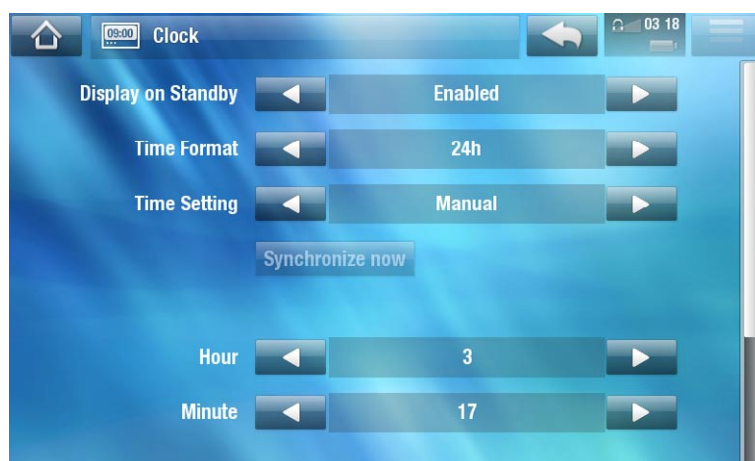 09:00 Clock 03 18
Display on Standby Enabled
Time Format 24h
Time Setting Manual
Synchronize now
Hour 3
Minute 17